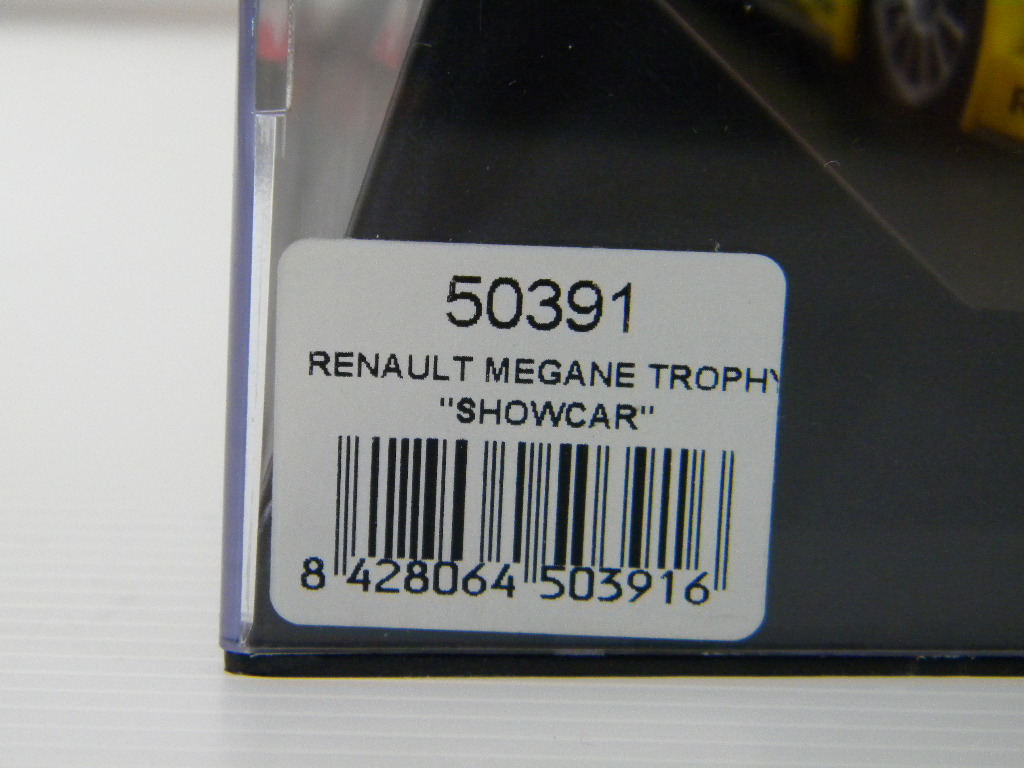 50391
RENAULT MEGANE TROPHY
"SHOWCAR"
8 428064 503916